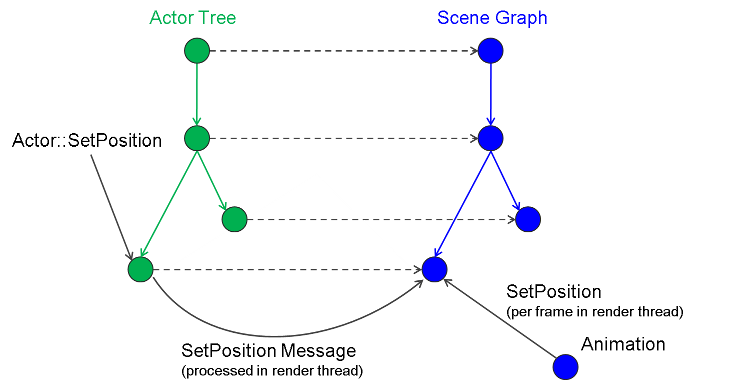 Actor Tree
Scene Graph
Actor::SetPosition
SetPosition
(per frame in render thread)
Animation
SetPosition Message
(processed in render thread)